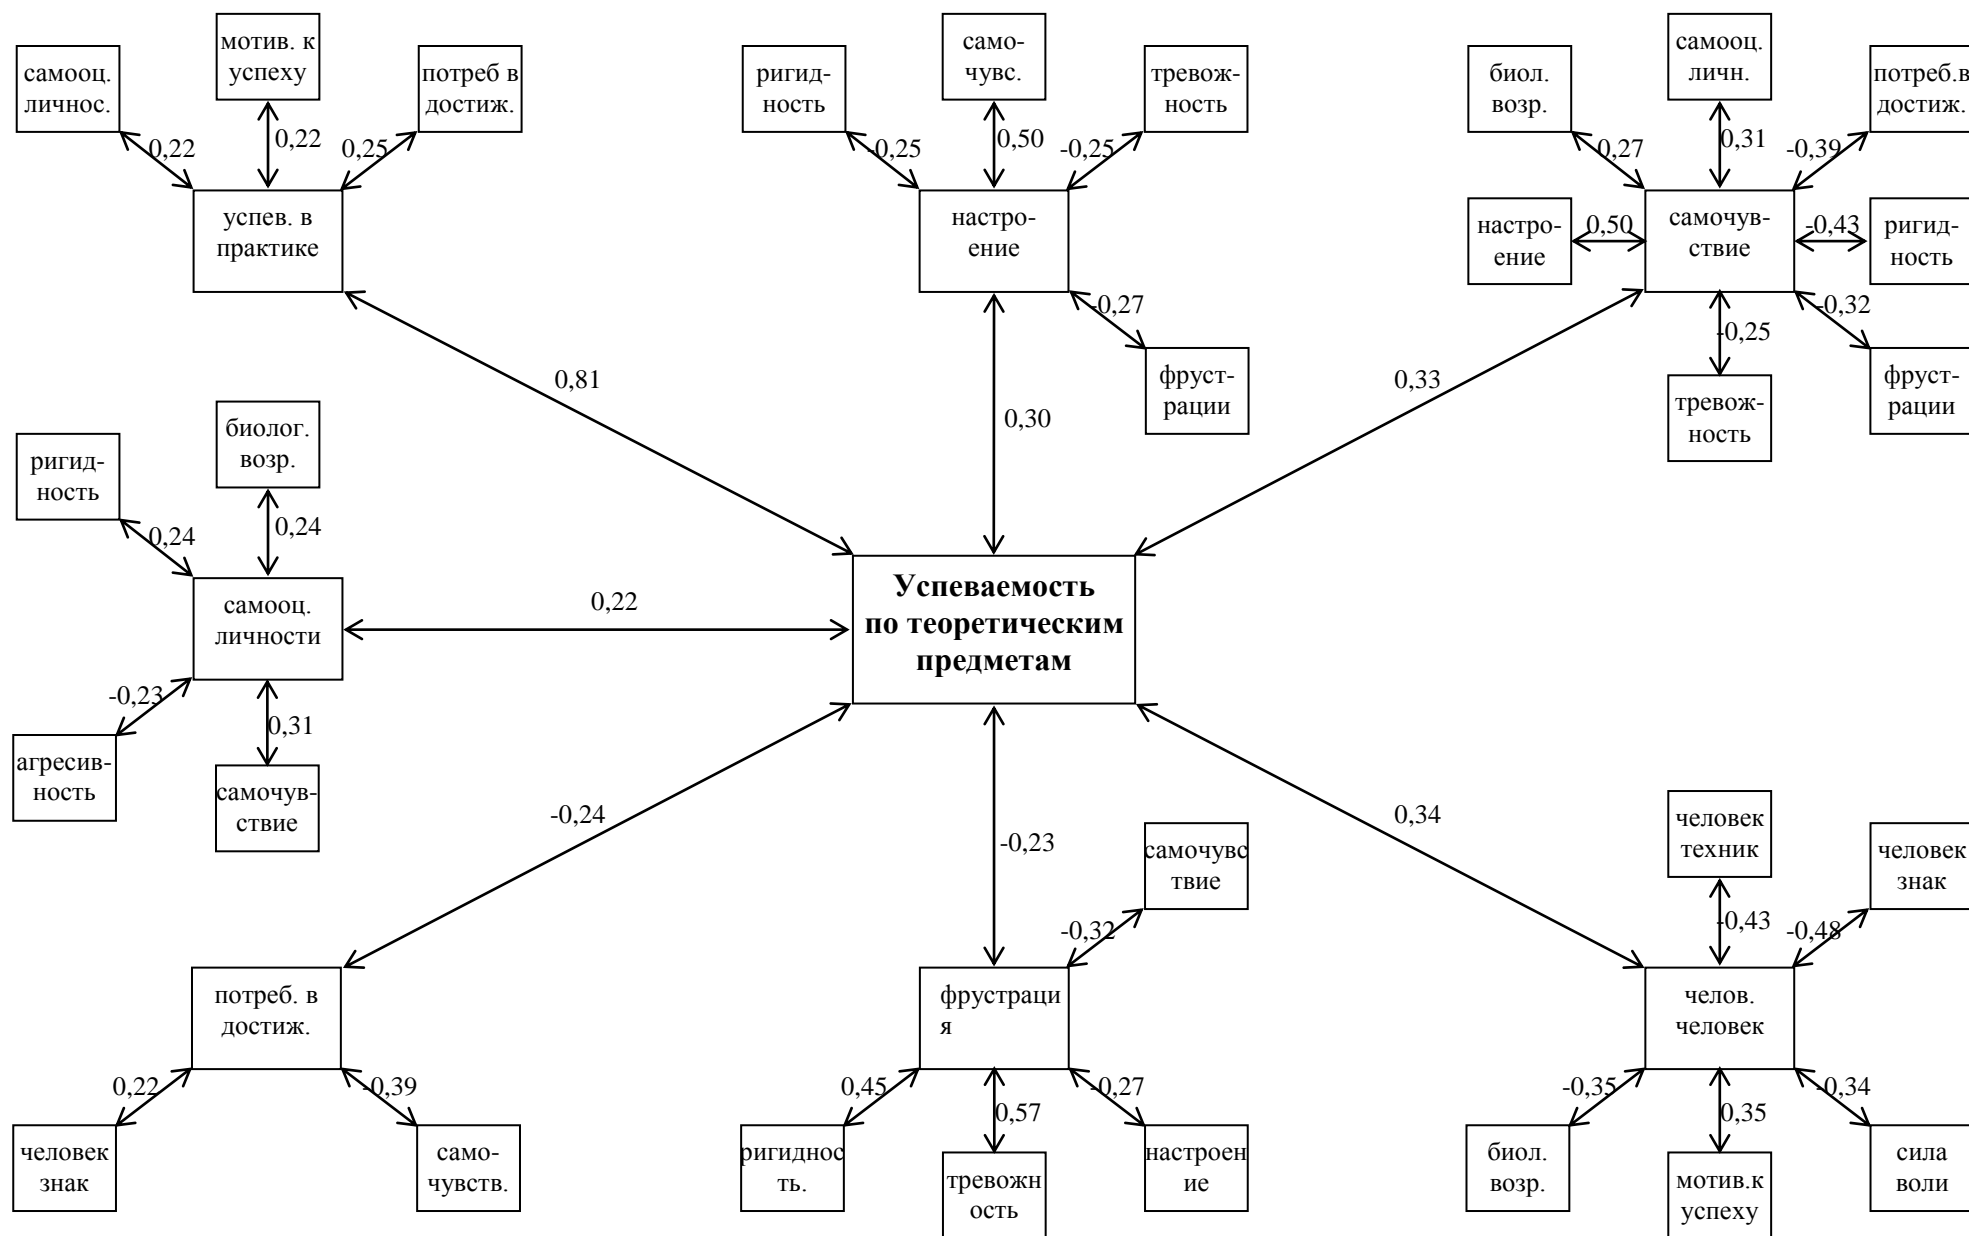 самооц.
личнос.
мотив. к
успеху
потреб в
достиж.
0,22
0,22
0,25
успев. в
практике
ригид-
ность
само-
чувс.
тревож-
ность
-0,25
0,50
-0,25
настро-
ение
-0,27
фруст-
рации
биол.
возр.
самооц.
личн.
потреб.в
достиж.
0,27
0,31
-0,39
настро-
ение
0,50
самочув-
ствие
-0,43
ригид-
ность
-0,25
-0,32
тревож-
ность
фруст-
рации
0,81
0,30
0,33
ригид-
ность
биолог.
возр.
0,24
0,24
самооц.
личности
0,22
-0,23
0,31
агресив-
ность
самочув-
ствие
Успеваемость
по теоретическим
предметам
-0,24
-0,23
0,34
потреб. в
достиж.
0,22
-0,39
человек
знак
само-
чувств.
самочувс
твие
-0,32
фрустраци
я
0,45
0,57
-0,27
ригиднос
ть.
тревожн
ость
настроен
ие
человек
техник
человек
знак
-0,43
-0,48
челов.
человек
-0,35
0,35
-0,34
биол.
возр.
мотив.к
успеху
сила
воли